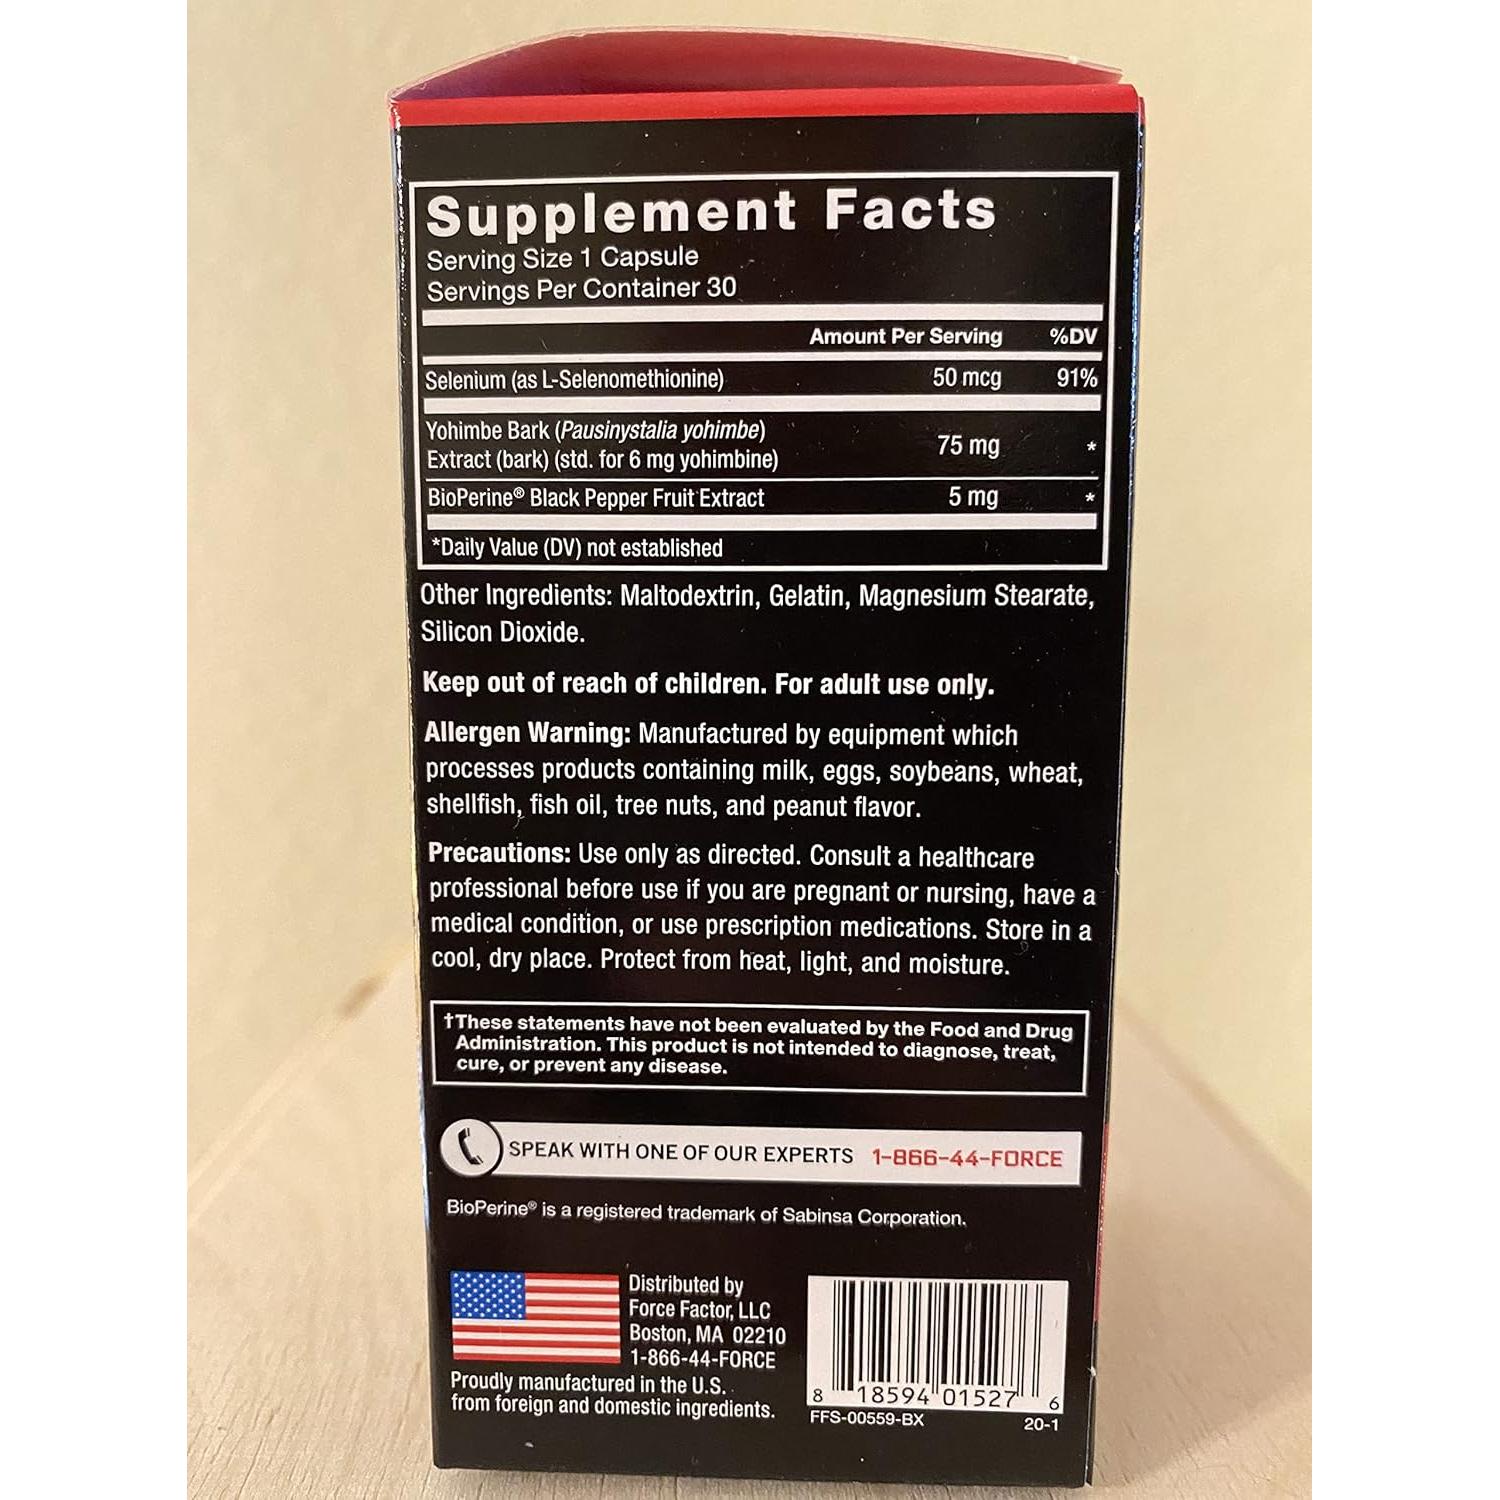 Supplement Facts
Serving Size 1 Capsule
Servings Per Container 30
Amount Per Serving %DV
Selenium (as L-Selenomethionine) 50 mcg 91%
Yohimbe Bark (Pausinystalia yohimbe)
Extract (bark) (std. for 6 mg yohimbine) 75 mg *
BioPerine® Black Pepper Fruit Extract 5 mg *
*Daily Value (DV) not established
Other Ingredients: Maltodextrin, Gelatin, Magnesium Stearate,
Silicon Dioxide.
Keep out of reach of children. For adult use only.
Allergen Warning: Manufactured by equipment which
processes products containing milk, eggs, soybeans, wheat,
shellfish, fish oil, tree nuts, and peanut flavor.
Precautions: Use only as directed. Consult a healthcare
professional before use if you are pregnant or nursing, have a
medical condition, or use prescription medications. Store in a
cool, dry place. Protect from heat, light, and moisture.
†These statements have not been evaluated by the Food and Drug
Administration. This product is not intended to diagnose, treat,
cure, or prevent any disease.
SPEAK WITH ONE OF OUR EXPERTS 1-866-44-FORCE
BioPerine® is a registered trademark of Sabinsa Corporation.
Distributed by
Force Factor, LLC
Boston, MA 02210
1-866-44-FORCE
Proudly manufactured in the U.S.
from foreign and domestic ingredients.
8 18594 01527 6
FFS-00559-BX 20-1